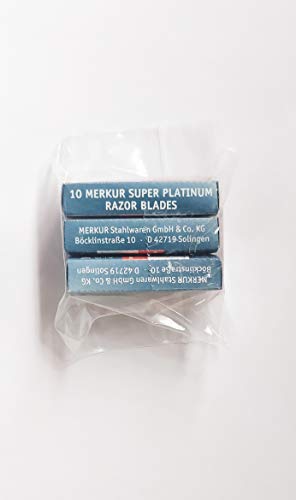 10 MERKUR SUPER PLATINUM
RAZOR BLADES
MERKUR Stahlwaren GmbH & Co. KG
Böcklinstraße 10 · D 42719 Solingen
MERKUR Stahlwaren GmbH & Co. KG
Böcklinstraße 10 · D 42719 Solingen